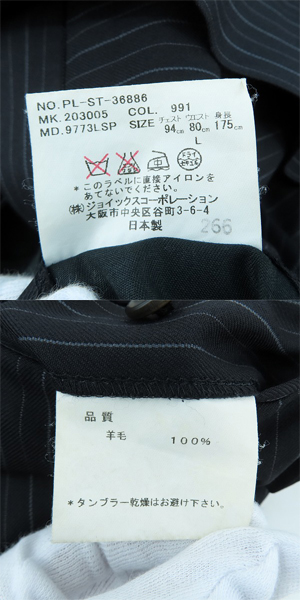 NO.PL-ST-36886
MK.203005 COL. 991
MD.9773LSP SIZE チェスト ウエスト 身長
94cm 80cm 175cm
L
*このラベルに直接アイロンを
あてないでください。
(株)ジョイックスコーポレーション
大阪市中央区谷町3-6-4
日本製 266
品質
羊毛 100%
*タンブラー乾燥はお避け下さい。